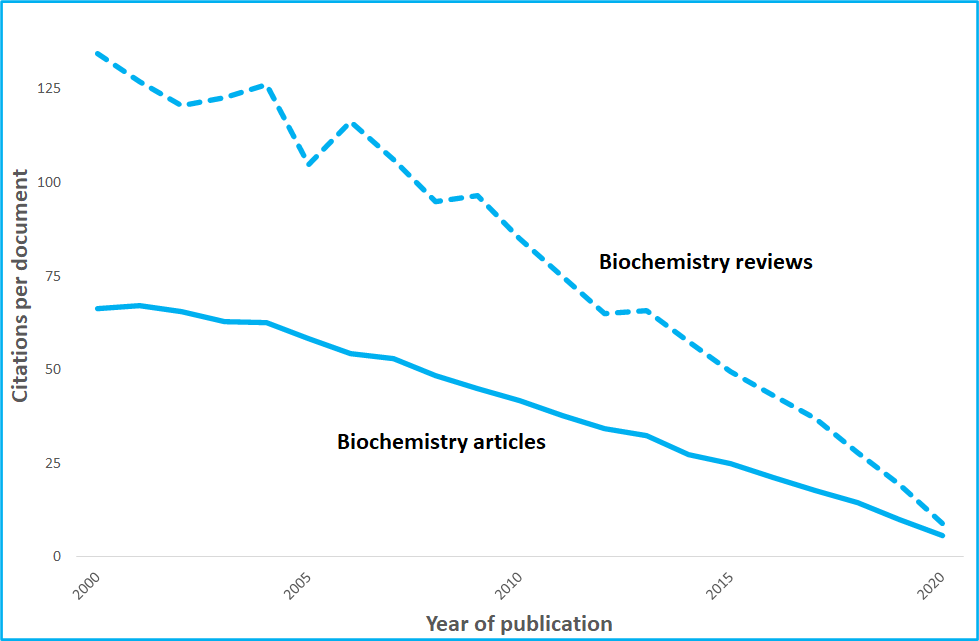 Citations per document
125
100
75
50
25
0
Biochemistry reviews
Biochemistry articles
2000
2005
2010
2015
2020
Year of publication